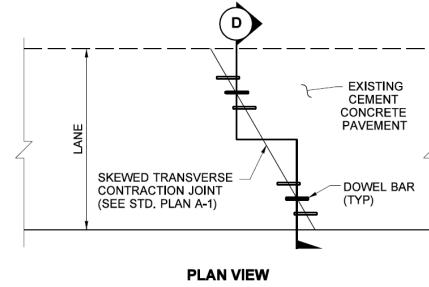 D
EXISTING
CEMENT
CONCRETE
PAVEMENT
LANE
SKEWED TRANSVERSE
CONTRACTION JOINT
(SEE STD. PLAN A-1)
DOWEL BAR
(TYP)
PLAN VIEW